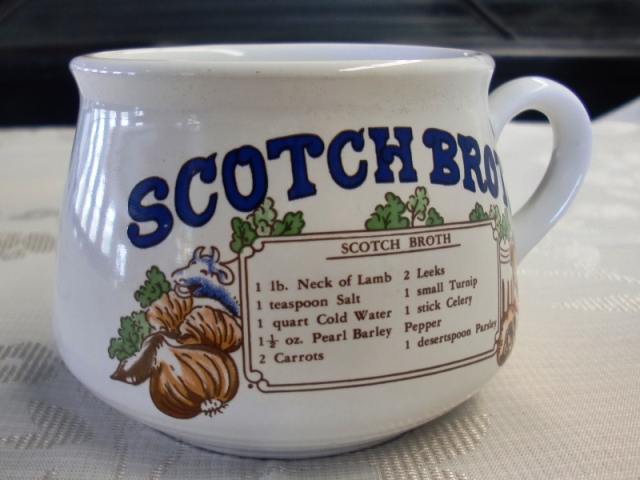 SCOTCH BRO
SCOTCH BROTH
1 lb. Neck of Lamb
1 teaspoon Salt
1 quart Cold Water
1½ oz. Pearl Barley
2 Carrots
2 Leeks
1 small Turnip
1 stick Celery
Pepper
1 desertspoon Parsley